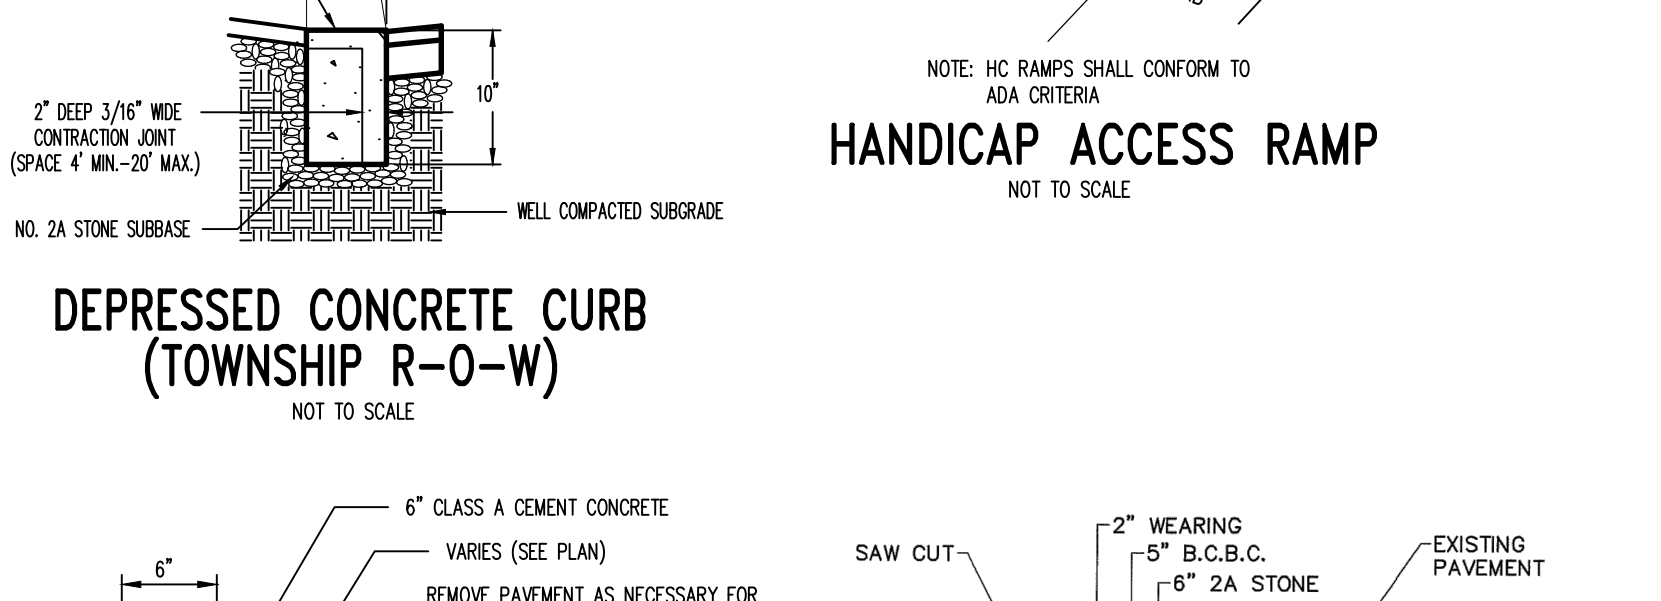 10"
2" DEEP 3/16" WIDE
CONTRACTION JOINT
(SPACE 4' MIN.-20' MAX.)
NO. 2A STONE SUBBASE
WELL COMPACTED SUBGRADE
DEPRESSED CONCRETE CURB
(TOWNSHIP R-O-W)
NOT TO SCALE
NOTE: HC RAMPS SHALL CONFORM TO
ADA CRITERIA
HANDICAP ACCESS RAMP
NOT TO SCALE
6" CLASS A CEMENT CONCRETE
VARIES (SEE PLAN)
6"
REMOVE PAVEMENT AS NECESSARY FOR
SAW CUT
2" WEARING
5" B.C.B.C.
6" 2A STONE
EXISTING
PAVEMENT